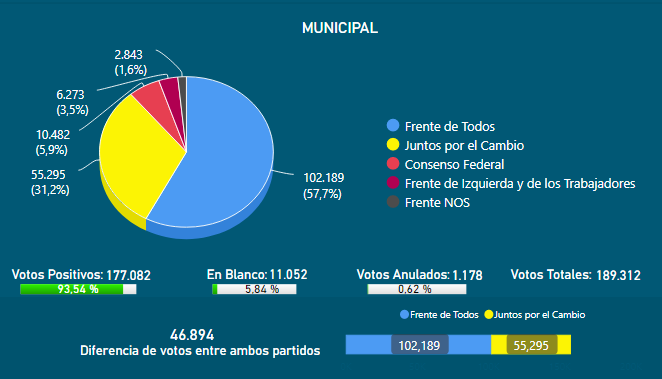 MUNICIPAL
2.843
(1,6%)
6.273
(3,5%)
10.482
(5,9%)
55.295
(31,2%)
102.189
(57,7%)
Frente de Todos
Juntos por el Cambio
Consenso Federal
Frente de Izquierda y de los Trabajadores
Frente NOS
Votos Positivos: 177.082
93,54 %
En Blanco: 11.052
5,84 %
Votos Anulados: 1.178
0,62 %
Votos Totales: 189.312
46.894
Diferencia de votos entre ambos partidos
Frente de Todos Juntos por el Cambio
102,189 55,295